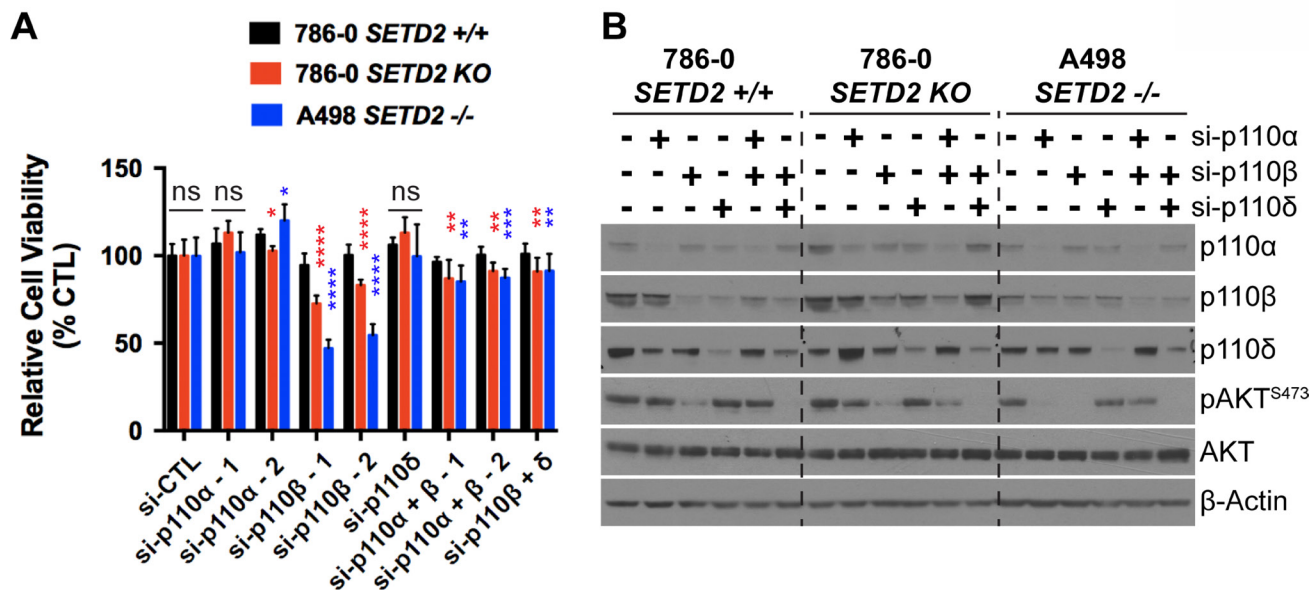 A
786-0 SETD2 +/+
786-0 SETD2 KO
A498 SETD2 -/-
Relative Cell Viability
(% CTL)
150
100
50
0
ns
ns
*
*
****
****
****
****
ns
**
**
**
***
**
**
si-CTL
si-p110α - 1
si-p110α - 2
si-p110β - 1
si-p110β - 2
si-p110δ
si-p110α + β - 1
si-p110α + β - 2
si-p110β + δ
B
786-0
SETD2 +/+
786-0
SETD2 KO
A498
SETD2 -/-
- + - - + - - + - - + - - + - - + - si-p110α
- - + - + + - - + - + + - - + - + + si-p110β
- - - + - + - - - + - + - - - + - + si-p110δ
p110α
p110β
p110δ
pAKTS473
AKT
β-Actin